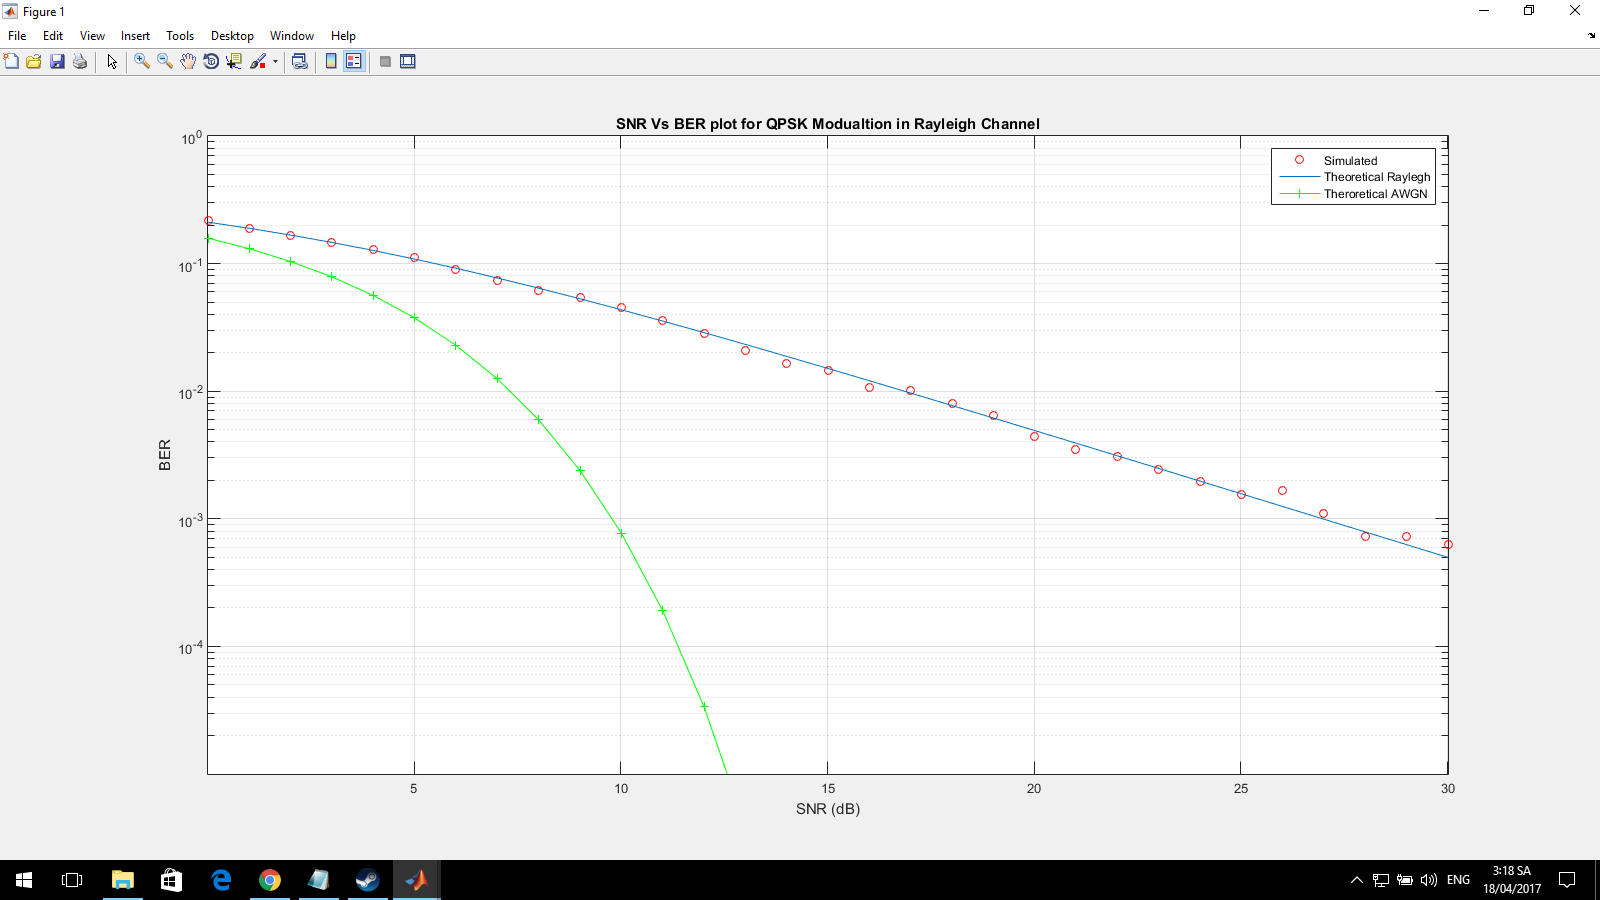 Figure 1
File Edit View Insert Tools Desktop Window Help
SNR Vs BER plot for QPSK Modualtion in Rayleigh Channel
10^0
10^-1
10^-2
10^-3
10^-4
BER
Simulated
Theoretical Raylegh
Theroretical AWGN
5 10 15 20 25 30
SNR (dB)
ENG
3:18 SA
18/04/2017